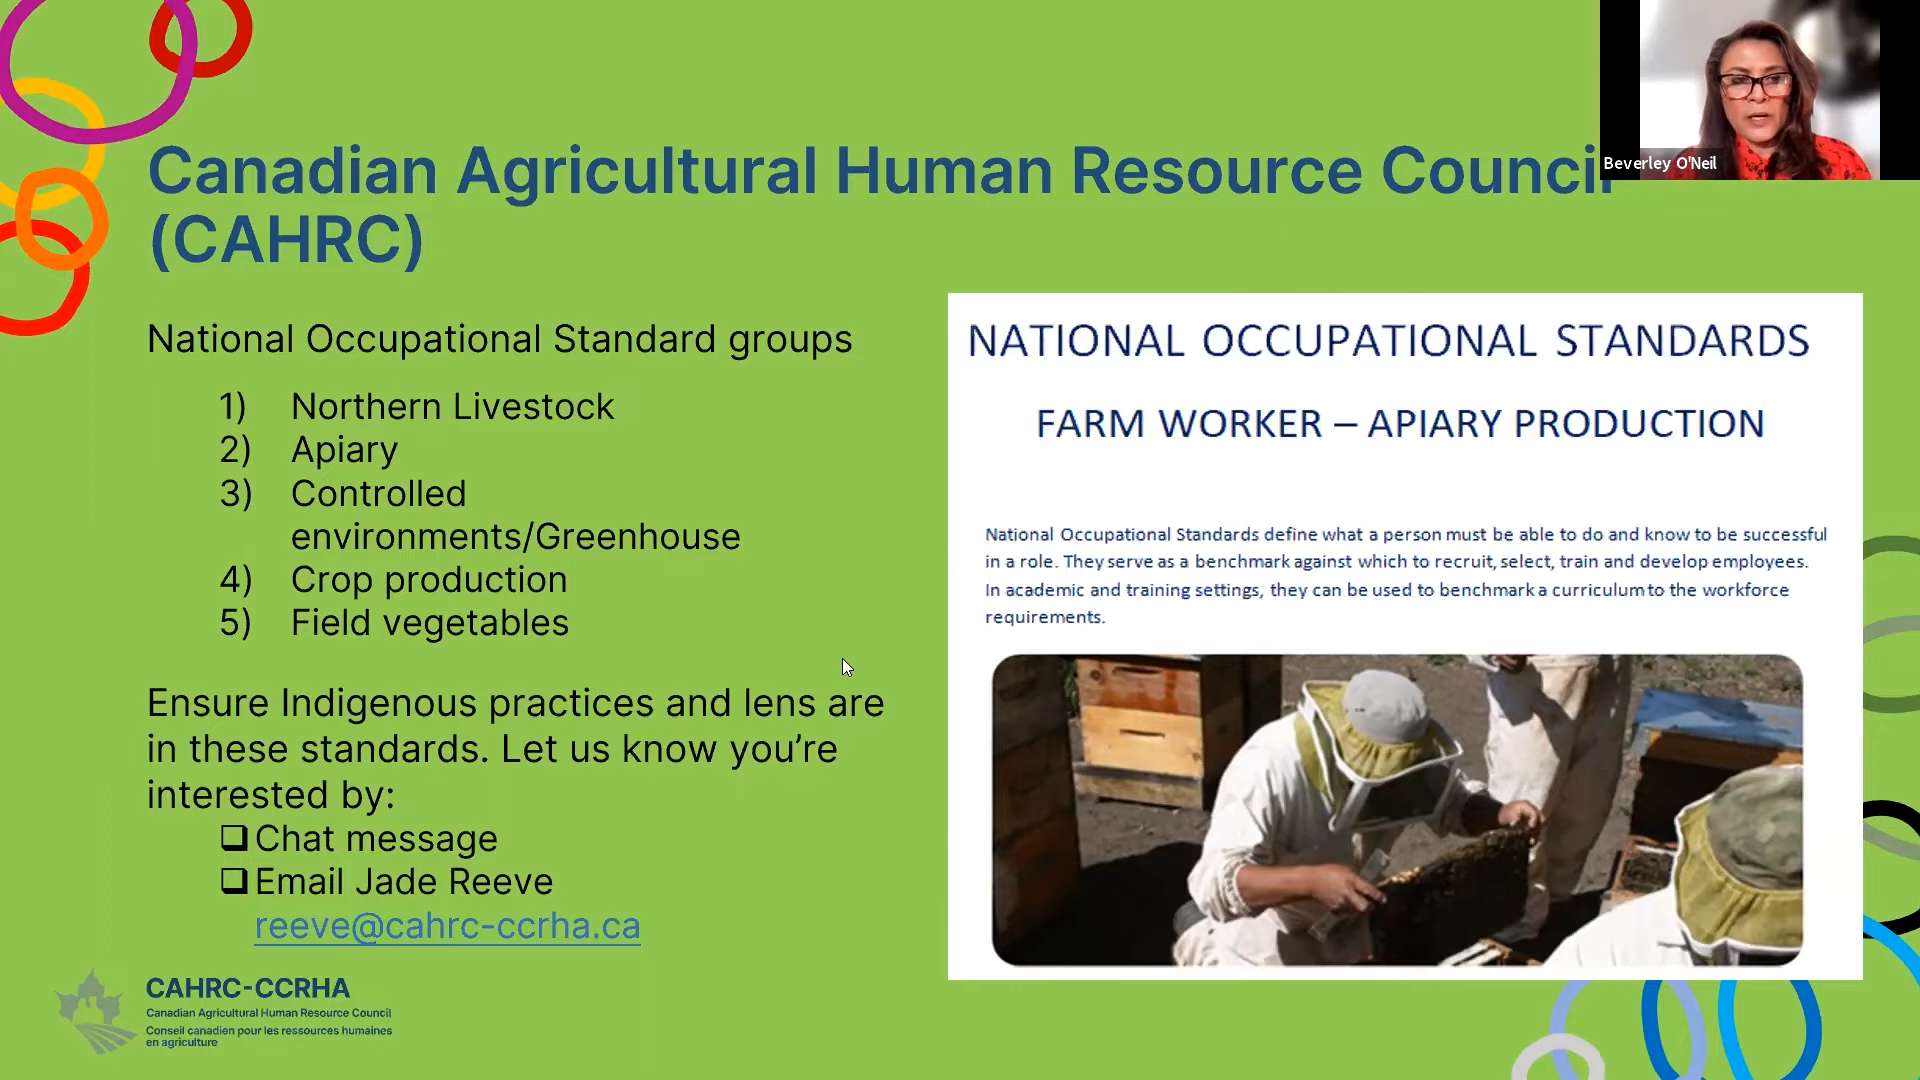 Canadian Agricultural Human Resource Council
(CAHRC)
Beverley O'Neil
National Occupational Standard groups
1) Northern Livestock
2) Apiary
3) Controlled
environments/Greenhouse
4) Crop production
5) Field vegetables
Ensure Indigenous practices and lens are
in these standards. Let us know you’re
interested by:
Chat message
Email Jade Reeve
reeve@cahrc-ccrha.ca
CAHRC-CCRHA
Canadian Agricultural Human Resource Council
Conseil canadien pour les ressources humaines
en agriculture
NATIONAL OCCUPATIONAL STANDARDS
FARM WORKER – APIARY PRODUCTION
National Occupational Standards define what a person must be able to do and know to be successful
in a role. They serve as a benchmark against which to recruit, select, train and develop employees.
In academic and training settings, they can be used to benchmark a curriculum to the workforce
requirements.